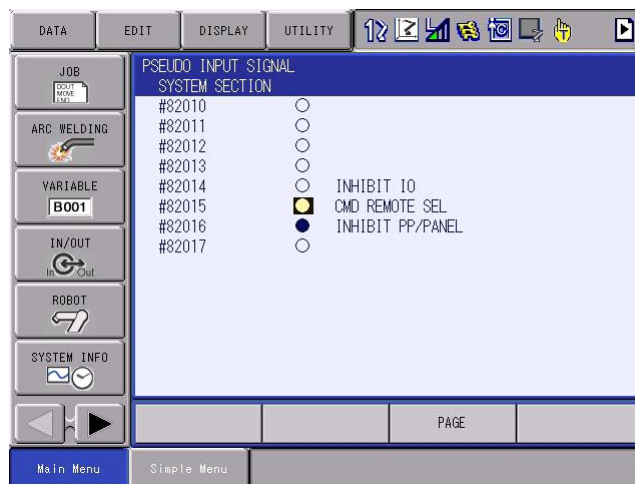 DATA EDIT DISPLAY UTILITY
JOB
DOUT
MOVE
END
ARC WELDING
VARIABLE
B001
IN/OUT
In Out
ROBOT
SYSTEM INFO
PSEUDO INPUT SIGNAL
SYSTEM SECTION
#82010
#82011
#82012
#82013
#82014 INHIBIT IO
#82015 CMD REMOTE SEL
#82016 INHIBIT PP/PANEL
#82017
PAGE
Main Menu Simple Menu